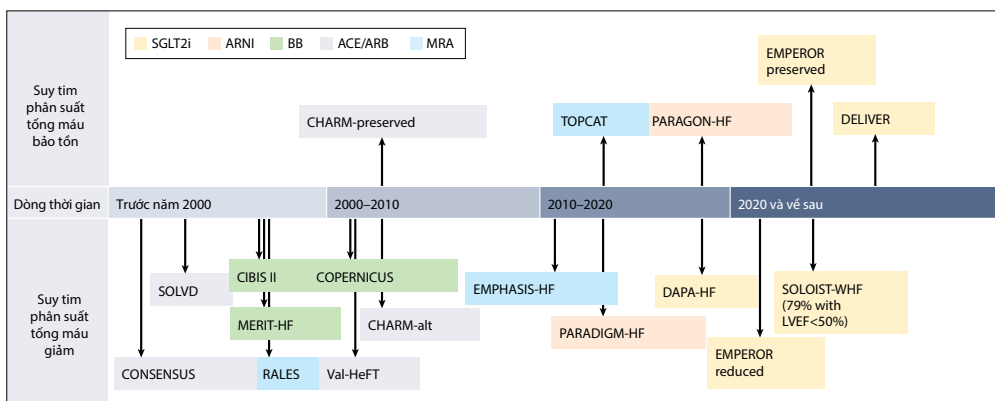 SGLT2i
ARNI
BB
ACE/ARB
MRA
Suy tim
phân suất
tống máu
bảo tồn
EMPEROR
preserved
CHARM-preserved
TOPCAT
PARAGON-HF
DELIVER
Dòng thời gian
Trước năm 2000
2000–2010
2010–2020
2020 và về sau
Suy tim
phân suất
tống máu
giảm
SOLVD
CIBIS II
COPERNICUS
EMPHASIS-HF
DAPA-HF
SOLOIST-WHF
(79% with
LVEF<50%)
MERIT-HF
CHARM-alt
PARADIGM-HF
CONSENSUS
RALES
Val-HeFT
EMPEROR
reduced